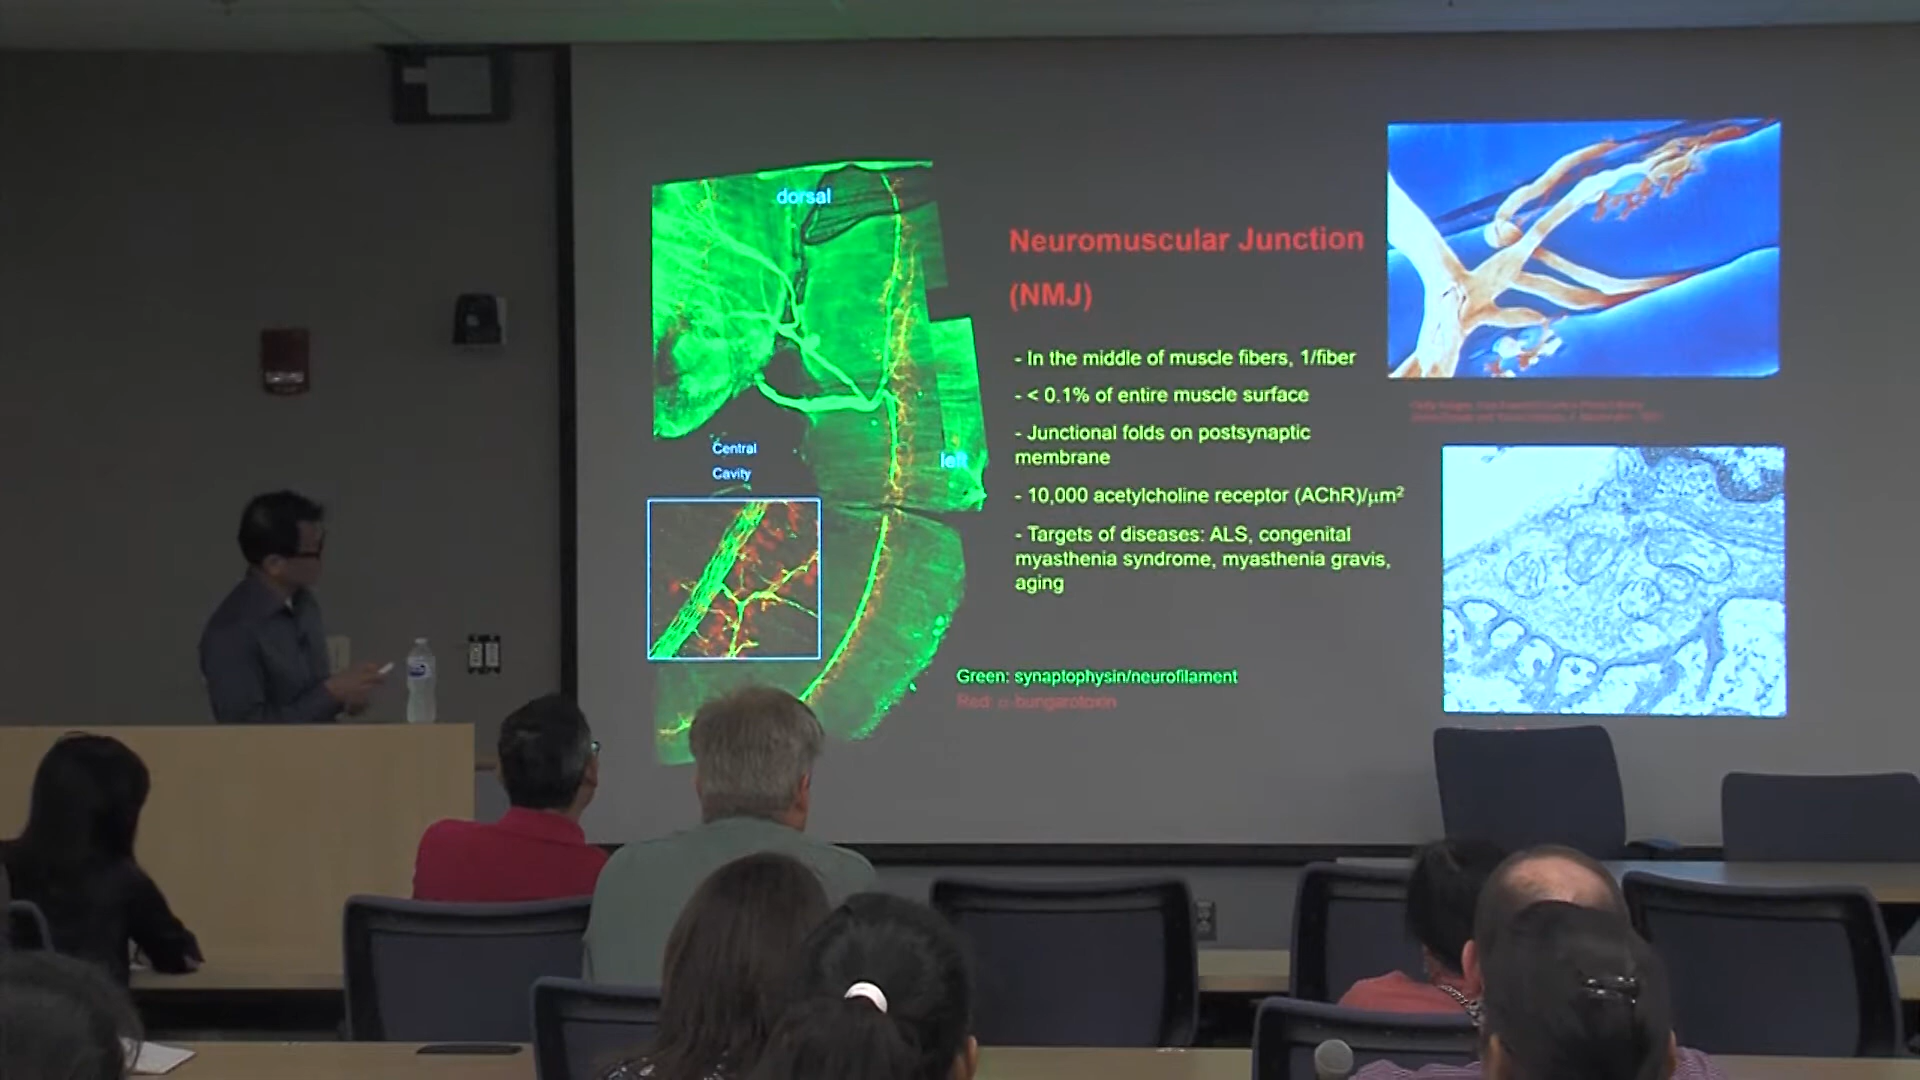 dorsal
Neuromuscular Junction
(NMJ)
- In the middle of muscle fibers, 1/fiber
- < 0.1% of entire muscle surface
- Junctional folds on postsynaptic
membrane
- 10,000 acetylcholine receptor (AChR)/μm²
- Targets of diseases: ALS, congenital
myasthenia syndrome, myasthenia gravis,
aging
Central
Cavity
left
Green: synaptophysin/neurofilament
Red: α-bungarotoxin